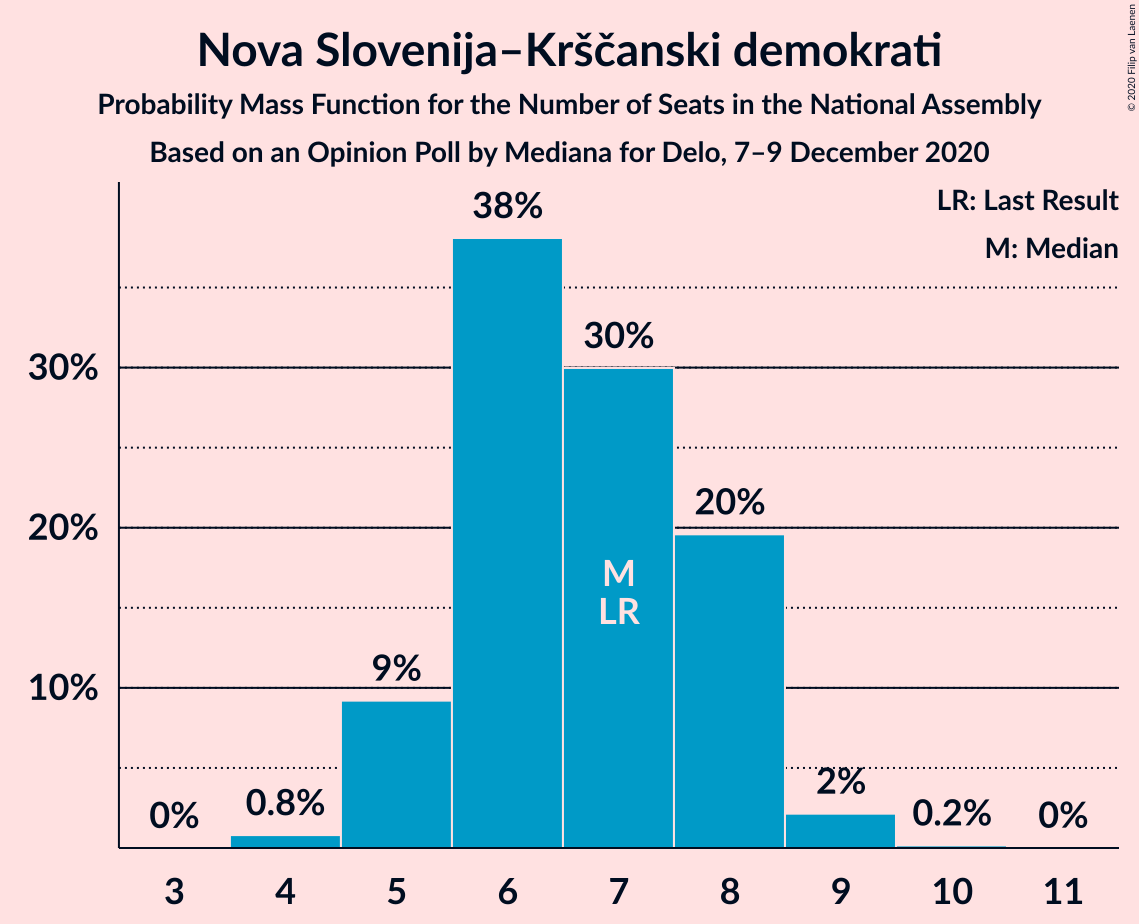 Nova Slovenija–Krščanski demokrati
Probability Mass Function for the Number of Seats in the National Assembly
Based on an Opinion Poll by Mediana for Delo, 7–9 December 2020
© 2020 Filip van Laenen
LR: Last Result
M: Median
38%
30%
20%
9%
2%
0%
0.8%
0.2%
0%
M
LR
30%
20%
10%
3 4 5 6 7 8 9 10 11